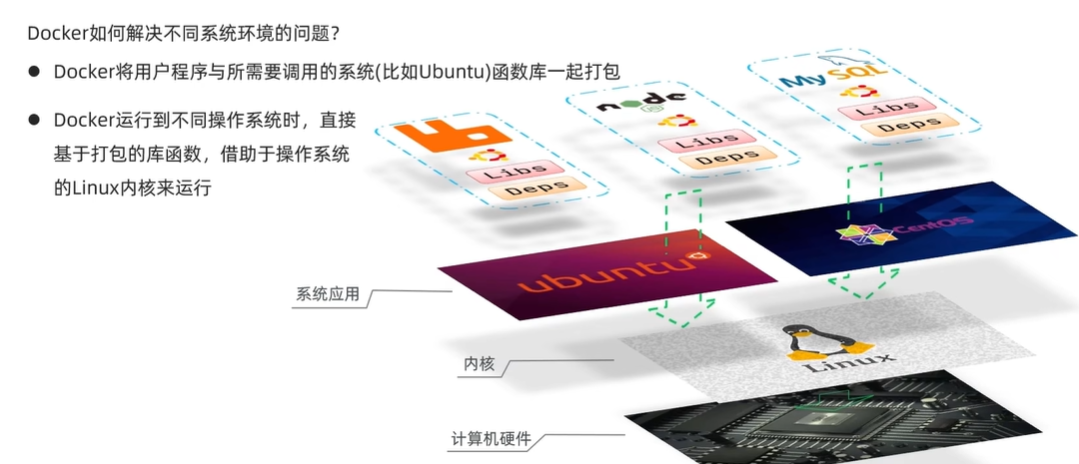 Docker如何解决不同系统环境的问题？
Docker将用户程序与所需要调用的系统(比如Ubuntu)函数库一起打包
Docker运行到不同操作系统时，直接
基于打包的库函数，借助于操作系统
的Linux内核来运行
Libs
Deps
node
JS
Libs
Deps
MySQL
Libs
Deps
系统应用
ubuntu
CentOS
内核
Linux
计算机硬件